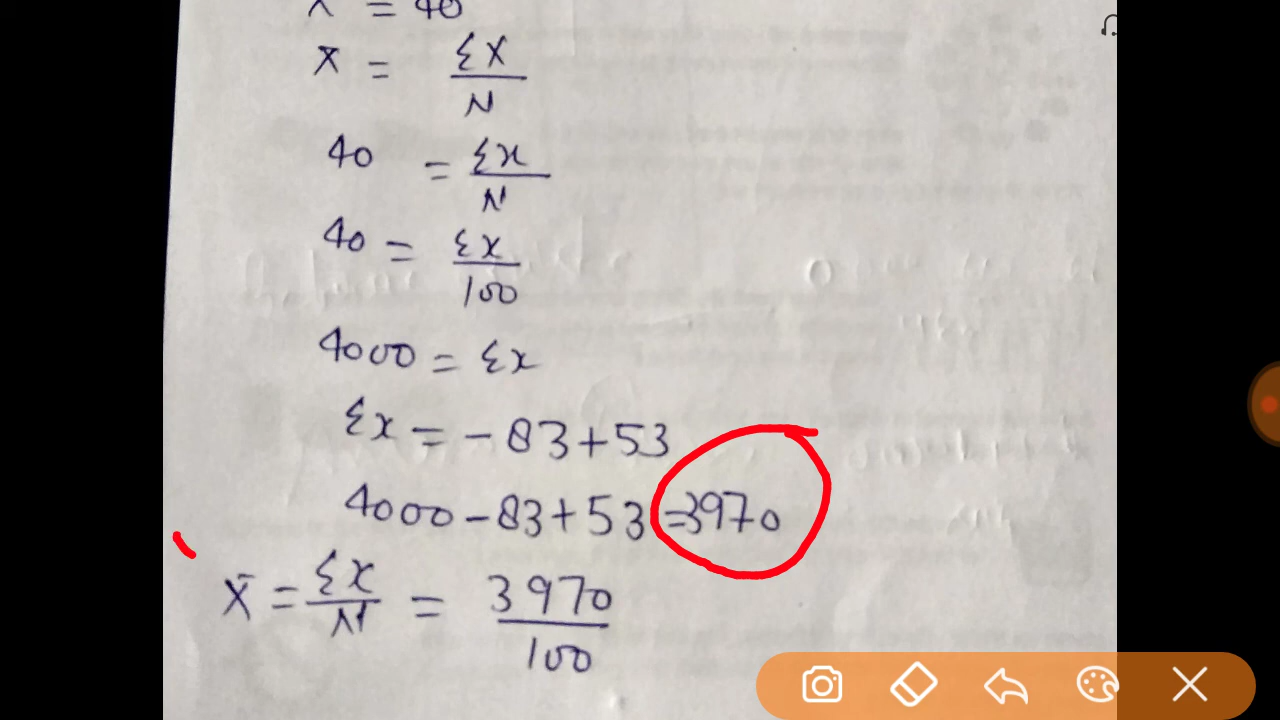 X = 40
X̄ = ΣX/N
40 = Σx/N
40 = Σx/100
4000 = Σx
Σx = -83+53
4000-83+53=3970
X̄ = ΣX/N = 3970/100